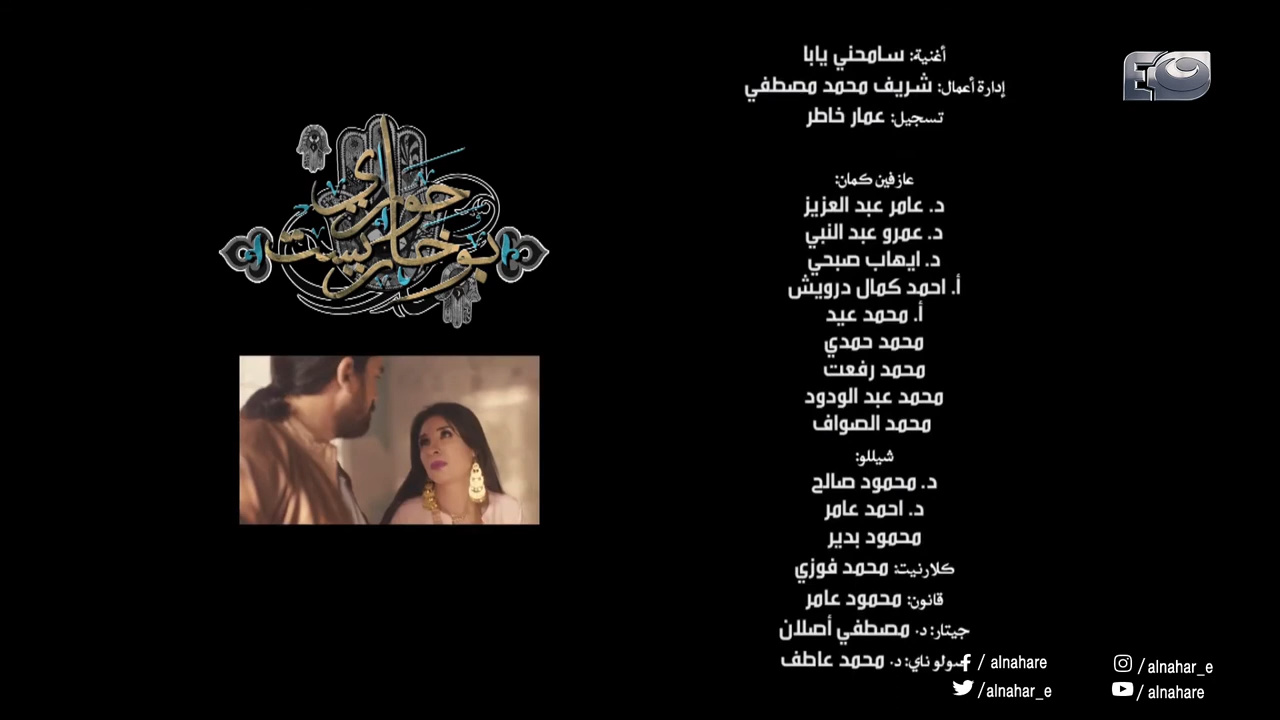 أغنية: سامحني يابا
إدارة أعمال: شريف محمد مصطفي
تسجيل: عمار خاطر
عازفين كمان:
د. عامر عبد العزيز
د. عمرو عبد النبي
د. ايهاب صبحي
أ. احمد كمال درويش
أ. محمد عيد
محمد حمدي
محمد رفعت
محمد عبد الودود
محمد الصواف
شيللو:
د. محمود صالح
د. احمد عامر
محمود بدير
كلارنيت: محمد فوزي
قانون: محمود عامر
جيتار: د. مصطفي أصلان
صولو ناي: د. محمد عاطف
جواري
بوخارست
/ alnahare
/alnahar_e
/alnahar_e
/ alnahare